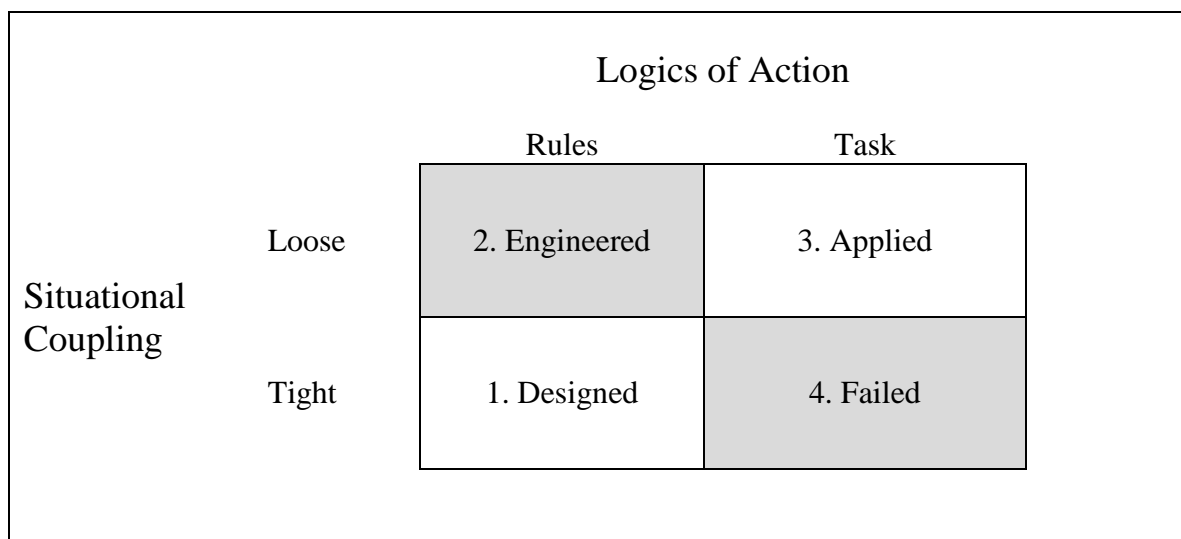 Logics of Action
Rules Task
Loose 2. Engineered 3. Applied
Situational
Coupling
Tight 1. Designed 4. Failed